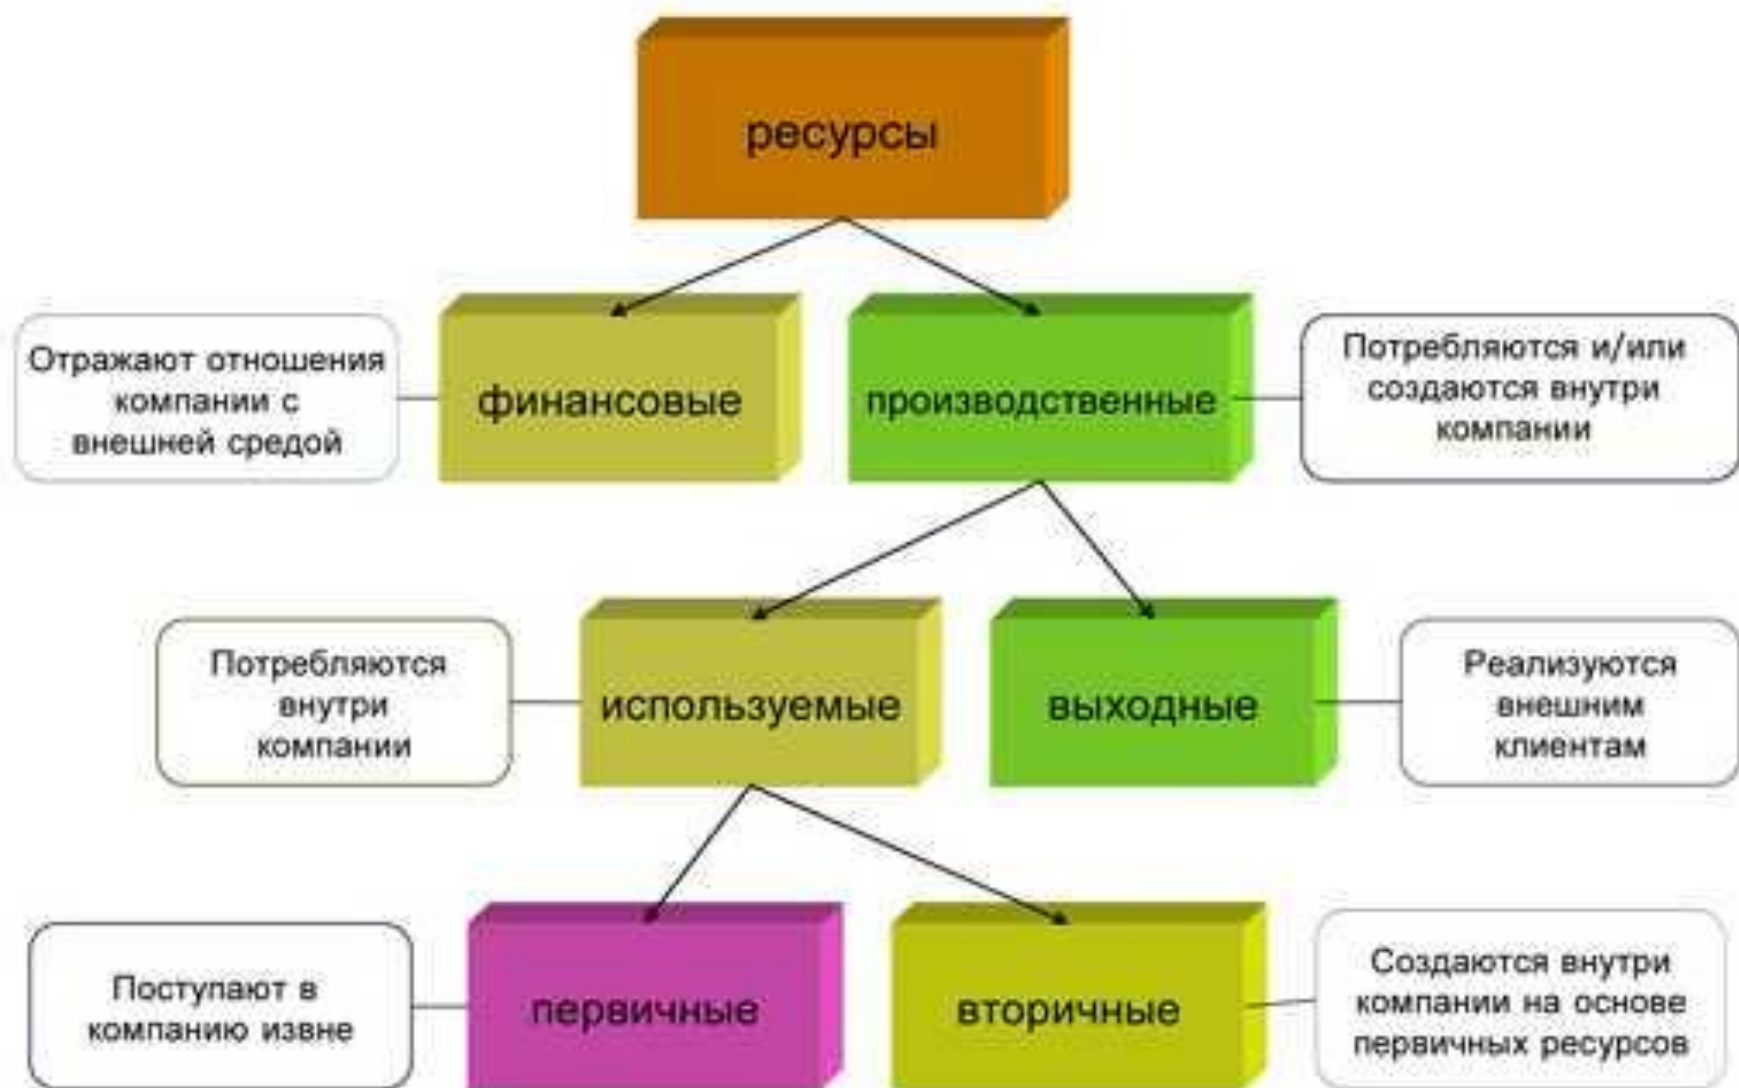 ресурсы
Отражают отношения
компании с
внешней средой
финансовые
производственные
Потребляются и/или
создаются внутри
компании
Потребляются
внутри
компании
используемые
выходные
Реализуются
внешним
клиентам
Поступают в
компанию извне
первичные
вторичные
Создаются внутри
компании на основе
первичных ресурсов